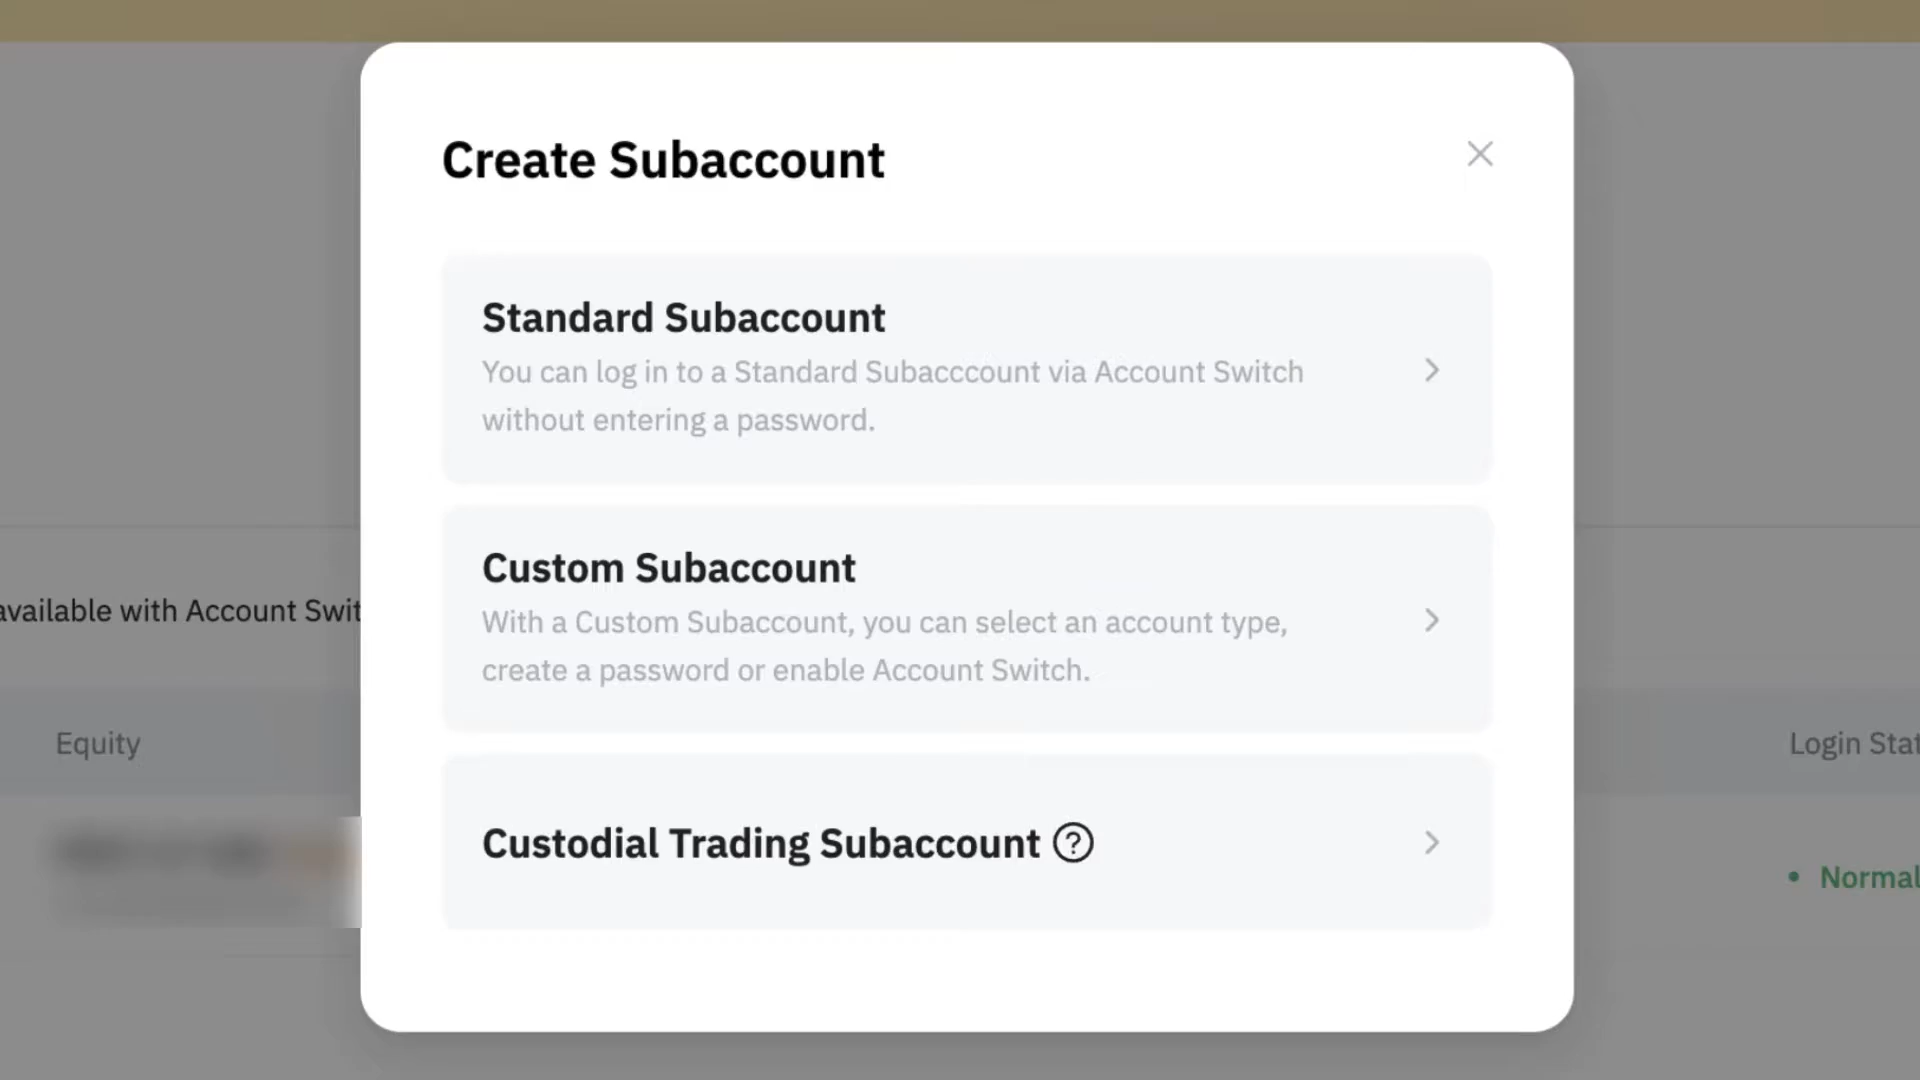 Create Subaccount
Standard Subaccount
You can log in to a Standard Subacccount via Account Switch
without entering a password.
Custom Subaccount
With a Custom Subaccount, you can select an account type,
create a password or enable Account Switch.
Custodial Trading Subaccount ?
available with Account Swit
Equity
Login Stat
• Normal